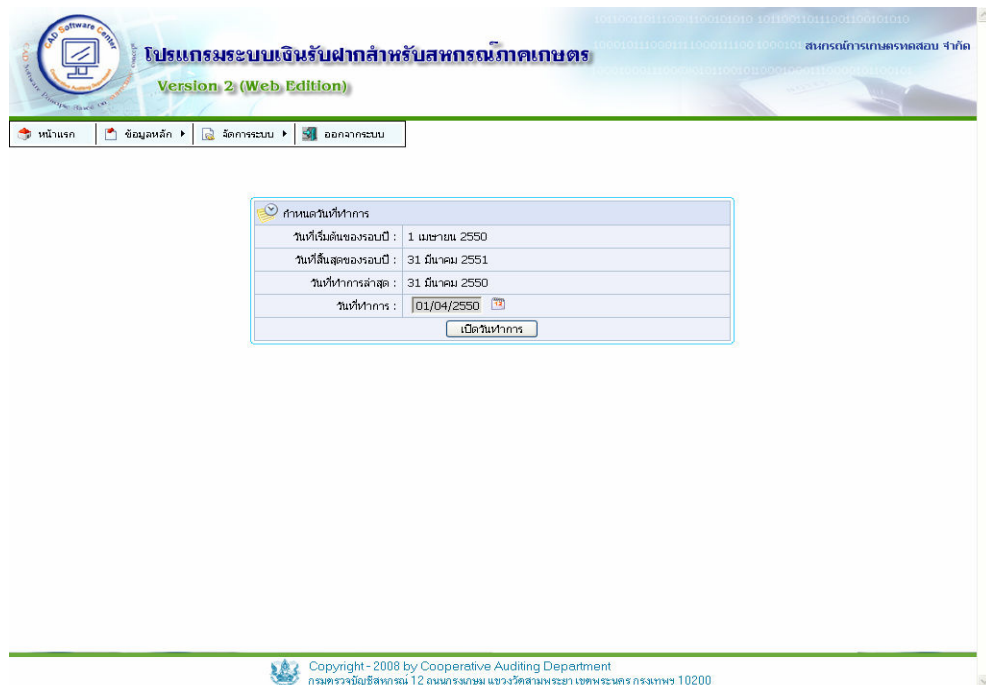 CAD Software Center
โปรแกรมระบบเงินรับฝากสำหรับสหกรณ์ภาคเกษตร
Version 2 (Web Edition)
สหกรณ์การเกษตรทดสอบ จำกัด
หน้าแรก ข้อมูลหลัก จัดการระบบ ออกจากระบบ
กำหนดวันที่ทำการ
วันที่เริ่มต้นของรอบปี : 1 เมษายน 2550
วันที่สิ้นสุดของรอบปี : 31 มีนาคม 2551
วันที่ทำการล่าสุด : 31 มีนาคม 2550
วันที่ทำการ : 01/04/2550
เปิดวันทำการ
Copyright - 2008 by Cooperative Auditing Department
กรมตรวจบัญชีสหกรณ์ 12 ถนนกรุงเกษม แขวงวัดสามพระยา เขตพระนคร กรุงเทพฯ 10200